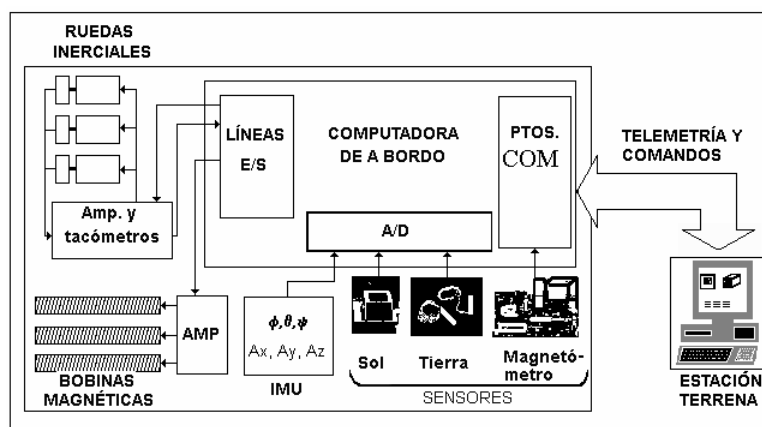 RUEDAS
INERCIALES
LÍNEAS
E/S
COMPUTADORA
DE A BORDO
PTOS.
COM
TELEMETRÍA Y
COMANDOS
Amp. y
tacómetros
A/D
AMP
ϕ,θ,ψ
Ax, Ay, Az
IMU
Sol
Tierra
Magnetó-
metro
SENSORES
BOBINAS
MAGNÉTICAS
ESTACIÓN
TERRENA